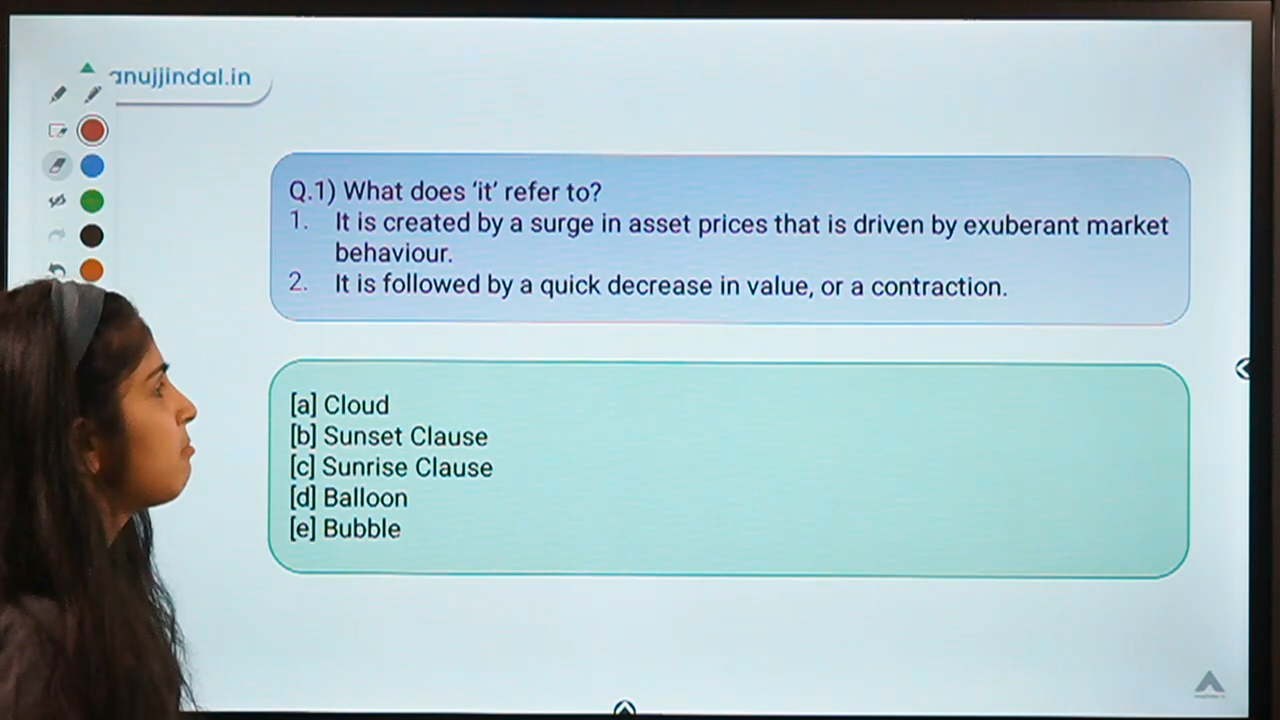 anujjindal.in
Q.1) What does ‘it’ refer to?
1. It is created by a surge in asset prices that is driven by exuberant market
behaviour.
2. It is followed by a quick decrease in value, or a contraction.
[a] Cloud
[b] Sunset Clause
[c] Sunrise Clause
[d] Balloon
[e] Bubble